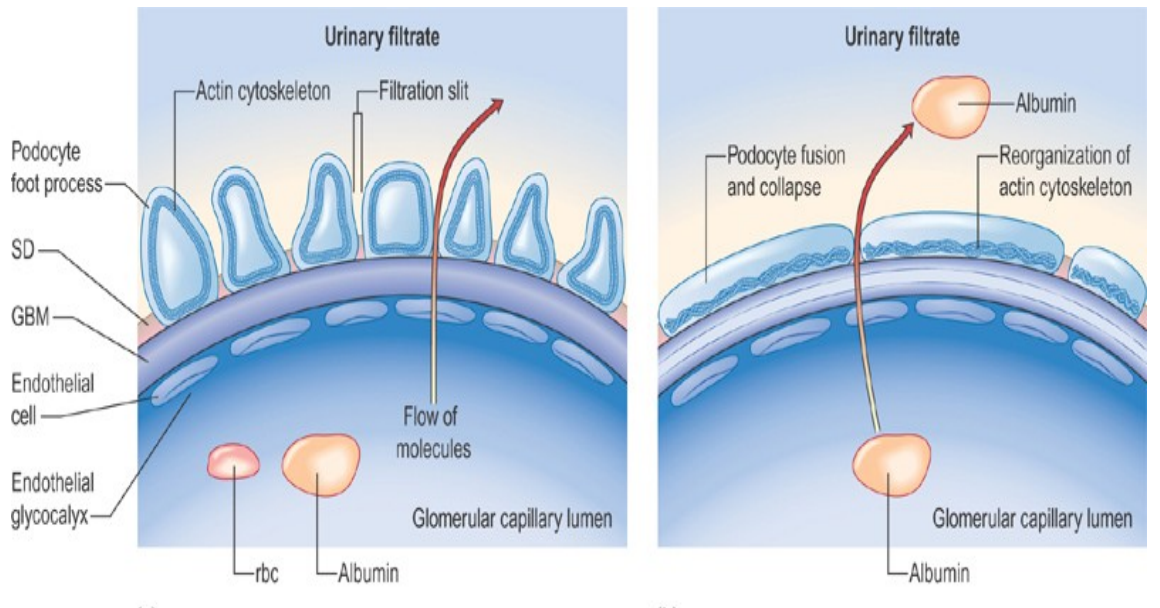 Urinary filtrate
Actin cytoskeleton
Filtration slit
Podocyte
foot process
SD
GBM
Endothelial
cell
Endothelial
glycocalyx
Flow of
molecules
Glomerular capillary lumen
rbc
Albumin
Urinary filtrate
Albumin
Podocyte fusion
and collapse
Reorganization of
actin cytoskeleton
Glomerular capillary lumen
Albumin